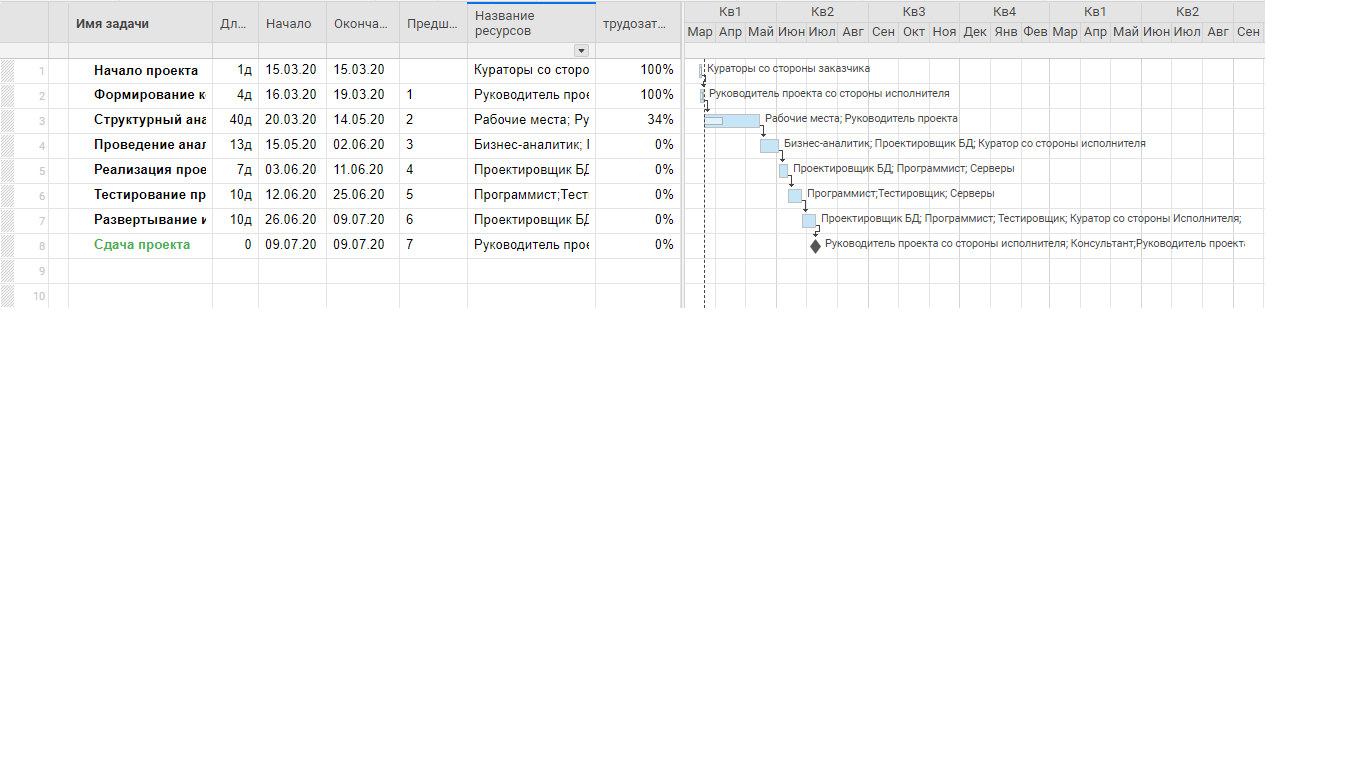 Имя задачи Дл... Начало Оконча... Предш... Название ресурсов трудозат...
Кв1 Кв2 Кв3 Кв4 Кв1 Кв2
Мар Апр Май Июн Июл Авг Сен Окт Ноя Дек Янв Фев Мар Апр Май Июн Июл Авг Сен
1 Начало проекта 1д 15.03.20 15.03.20 Кураторы со сторо 100% Кураторы со стороны заказчика
2 Формирование к 4д 16.03.20 19.03.20 1 Руководитель прое 100% Руководитель проекта со стороны исполнителя
3 Структурный ана 40д 20.03.20 14.05.20 2 Рабочие места; Ру 34% Рабочие места; Руководитель проекта
4 Проведение анал 13д 15.05.20 02.06.20 3 Бизнес-аналитик; 0% Бизнес-аналитик; Проектировщик БД; Куратор со стороны исполнителя
5 Реализация прое 7д 03.06.20 11.06.20 4 Проектировщик БД 0% Проектировщик БД; Программист; Серверы
6 Тестирование пр 10д 12.06.20 25.06.20 5 Программист;Тест 0% Программист;Тестировщик; Серверы
7 Развертывание и 10д 26.06.20 09.07.20 6 Проектировщик БД 0% Проектировщик БД; Программист; Тестировщик; Куратор со стороны Исполнителя;
8 Сдача проекта 0 09.07.20 09.07.20 7 Руководитель прое 0% Руководитель проекта со стороны исполнителя; Консультант;Руководитель проекта
9
10